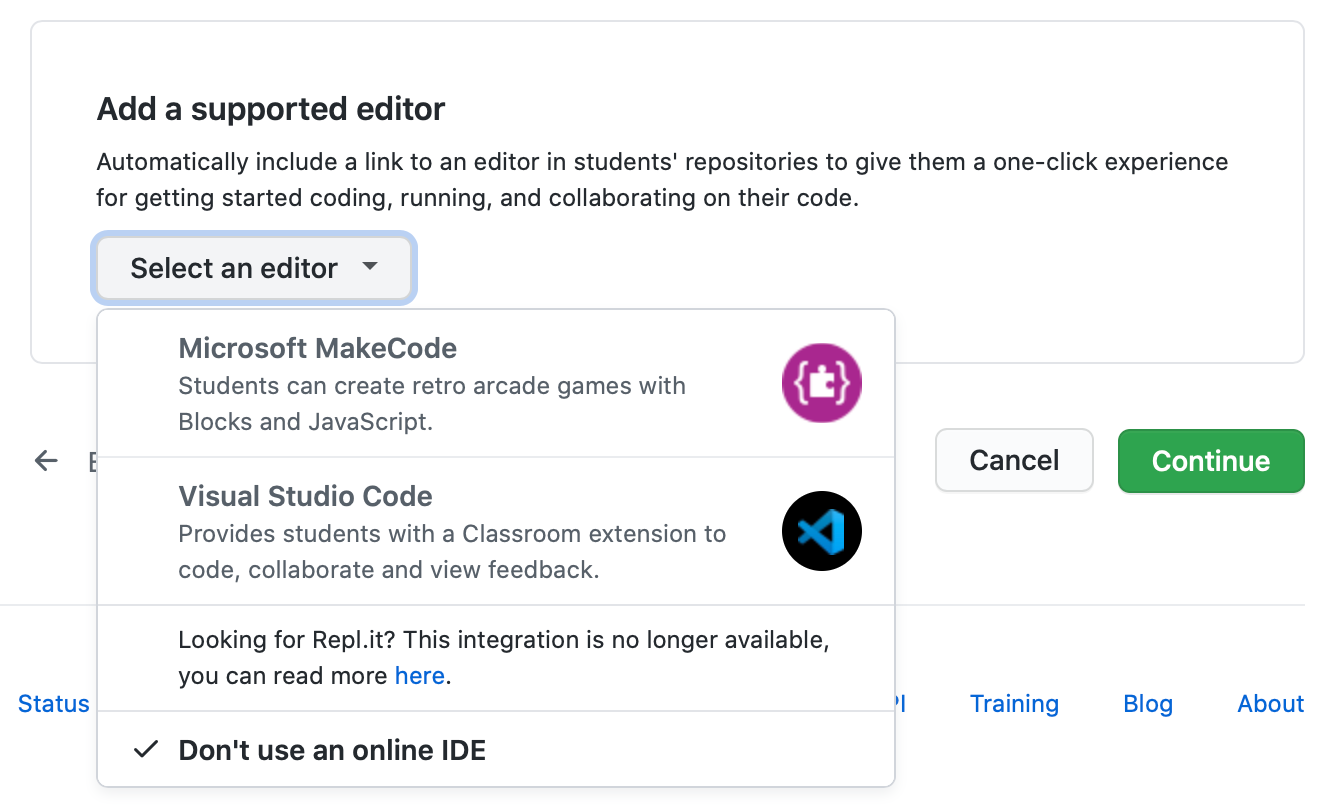 Add a supported editor
Automatically include a link to an editor in students' repositories to give them a one-click experience
for getting started coding, running, and collaborating on their code.
Select an editor
Microsoft MakeCode
Students can create retro arcade games with
Blocks and JavaScript.
Cancel
Continue
Visual Studio Code
Provides students with a Classroom extension to
code, collaborate and view feedback.
Looking for Repl.it? This integration is no longer available,
you can read more here.
Status
Training
Blog
About
Don't use an online IDE